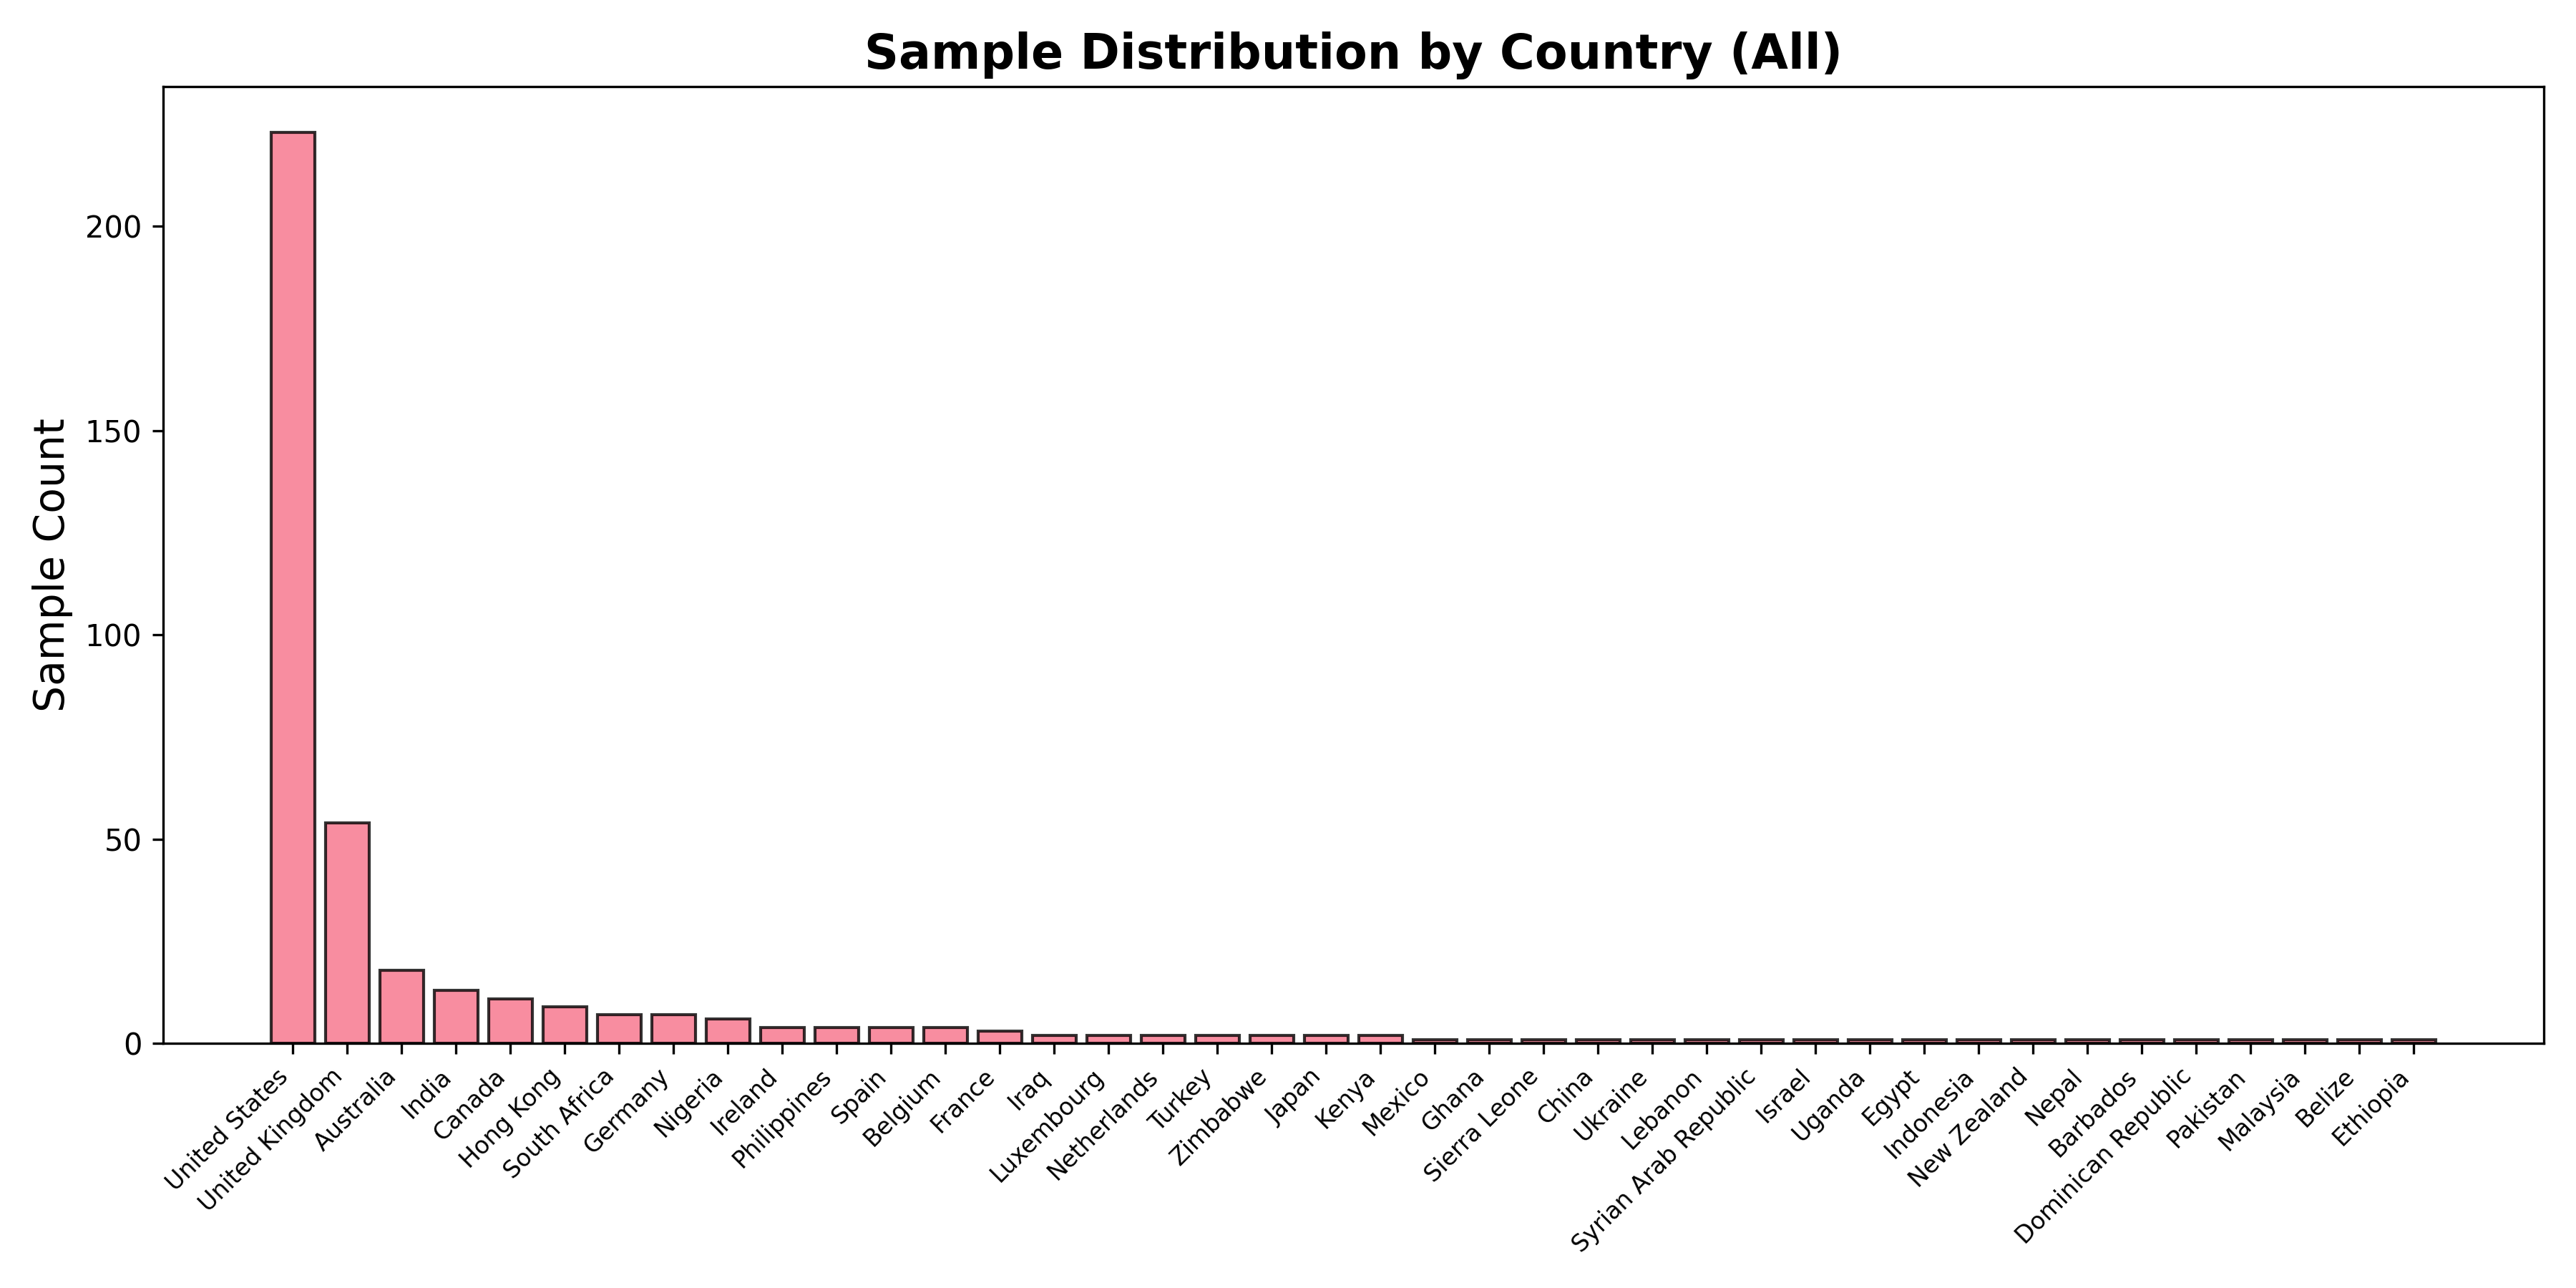 Sample Distribution by Country (All)
Sample Count
200
150
100
50
0
United States
United Kingdom
Australia
India
Canada
Hong Kong
South Africa
Germany
Nigeria
Ireland
Philippines
Spain
Belgium
France
Iraq
Luxembourg
Netherlands
Turkey
Zimbabwe
Japan
Kenya
Mexico
Ghana
Sierra Leone
China
Ukraine
Lebanon
Syrian Arab Republic
Israel
Uganda
Egypt
Indonesia
New Zealand
Nepal
Barbados
Dominican Republic
Pakistan
Malaysia
Belize
Ethiopia